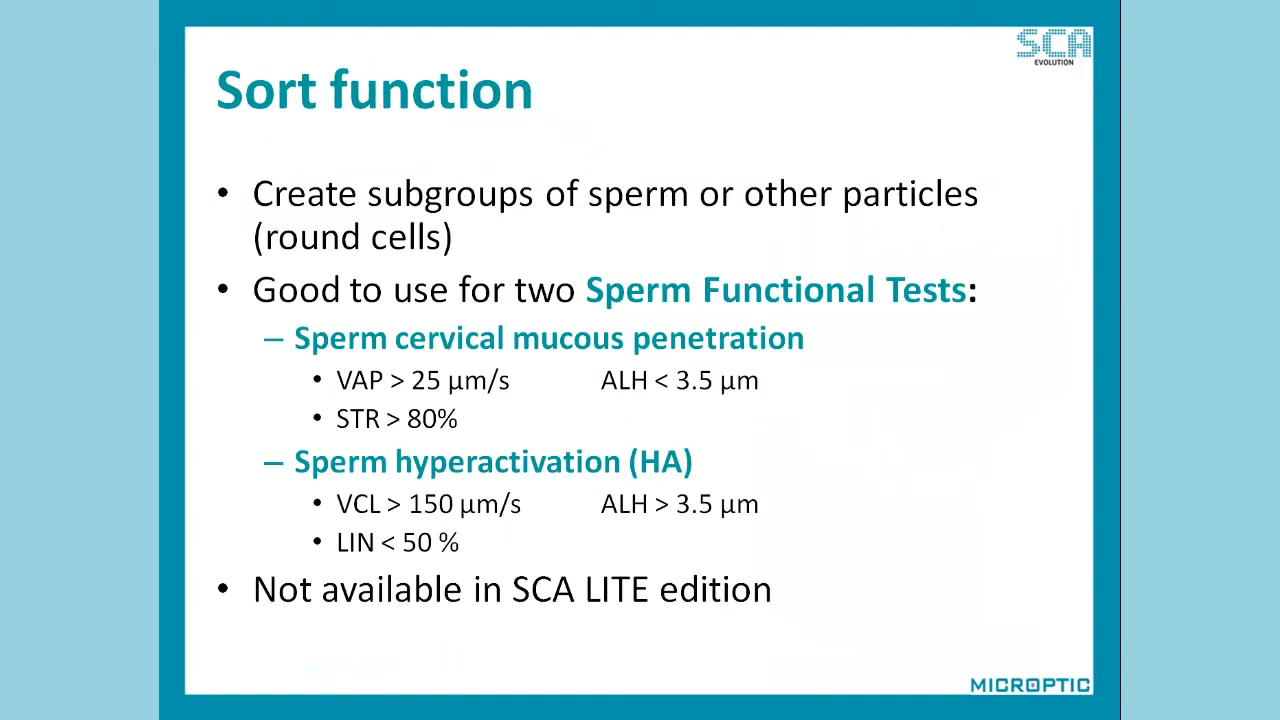 SCA
EVOLUTION
Sort function
• Create subgroups of sperm or other particles
(round cells)
• Good to use for two Sperm Functional Tests:
– Sperm cervical mucous penetration
• VAP > 25 µm/s ALH < 3.5 µm
• STR > 80%
– Sperm hyperactivation (HA)
• VCL > 150 µm/s ALH > 3.5 µm
• LIN < 50 %
• Not available in SCA LITE edition
MICROPTIC